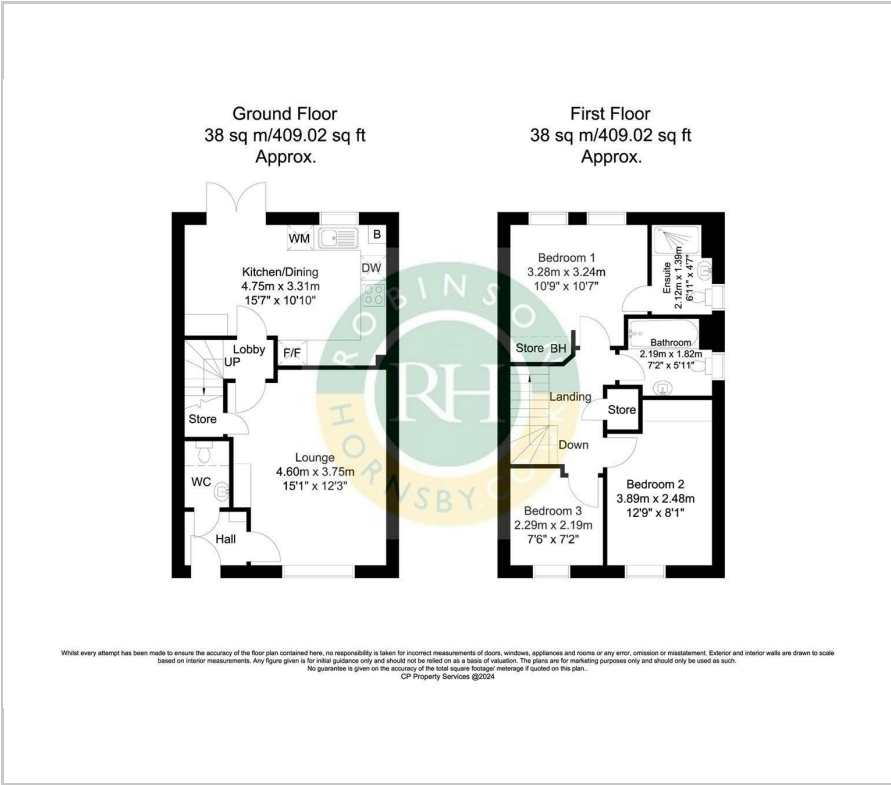 Ground Floor
38 sq m/409.02 sq ft
Approx.
First Floor
38 sq m/409.02 sq ft
Approx.
WM
B
DW
Kitchen/Dining
4.75m x 3.31m
15'7" x 10'10"
Lobby
UP
F/F
Store
Lounge
4.60m x 3.75m
15'1" x 12'3"
WC
Hall
Bedroom 1
3.28m x 3.24m
10'9" x 10'7"
Ensuite
2.12m x 1.39m
6'11" x 4'7"
Store BH
Bathroom
2.19m x 1.82m
7'2" x 5'11"
Landing
Store
Down
Bedroom 2
3.89m x 2.48m
12'9" x 8'1"
Bedroom 3
2.29m x 2.19m
7'6" x 7'2"
ROBINSON
RH
HORNSBY
Whilst every attempt has been made to ensure the accuracy of the floor plan contained here, no responsibility is taken for incorrect measurements of doors, windows, appliances and rooms or any error, omission or misstatement. Exterior and interior walls are drawn to scale
based on interior measurements. Any figure given is for initial guidance only and should not be relied on as a basis of valuation. The plans are for marketing purposes only and should only be used as such.
No guarantee is given on the accuracy of the total square footage/ meterage if quoted on this plan..
CP Property Services @2024